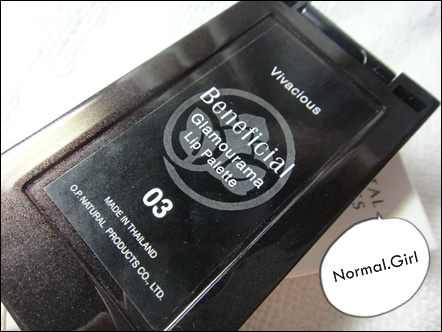 Vivacious
Beneficial
Glamourama
Lip Palette
03
MADE IN THAILAND
O.P. NATURAL PRODUCTS CO., LTD.
Normal.Girl